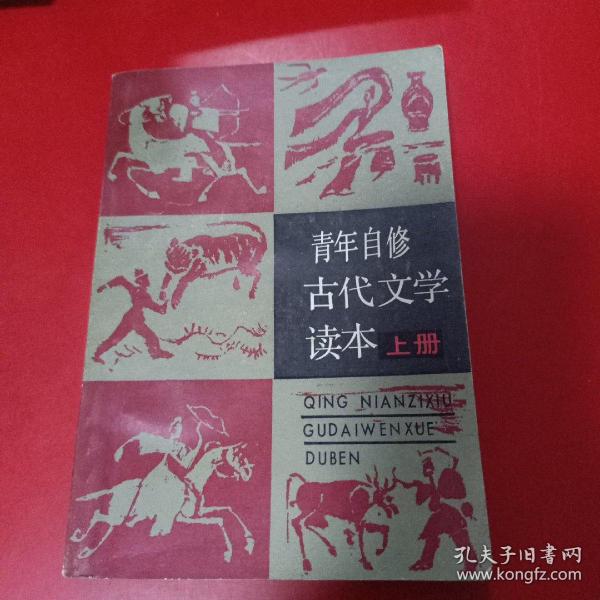 青年自修
古代文学
读本 上册
QING NIANZIXIU
GUDAIWENXUE
DUBEN
孔夫子旧书网
www.kongfz.com